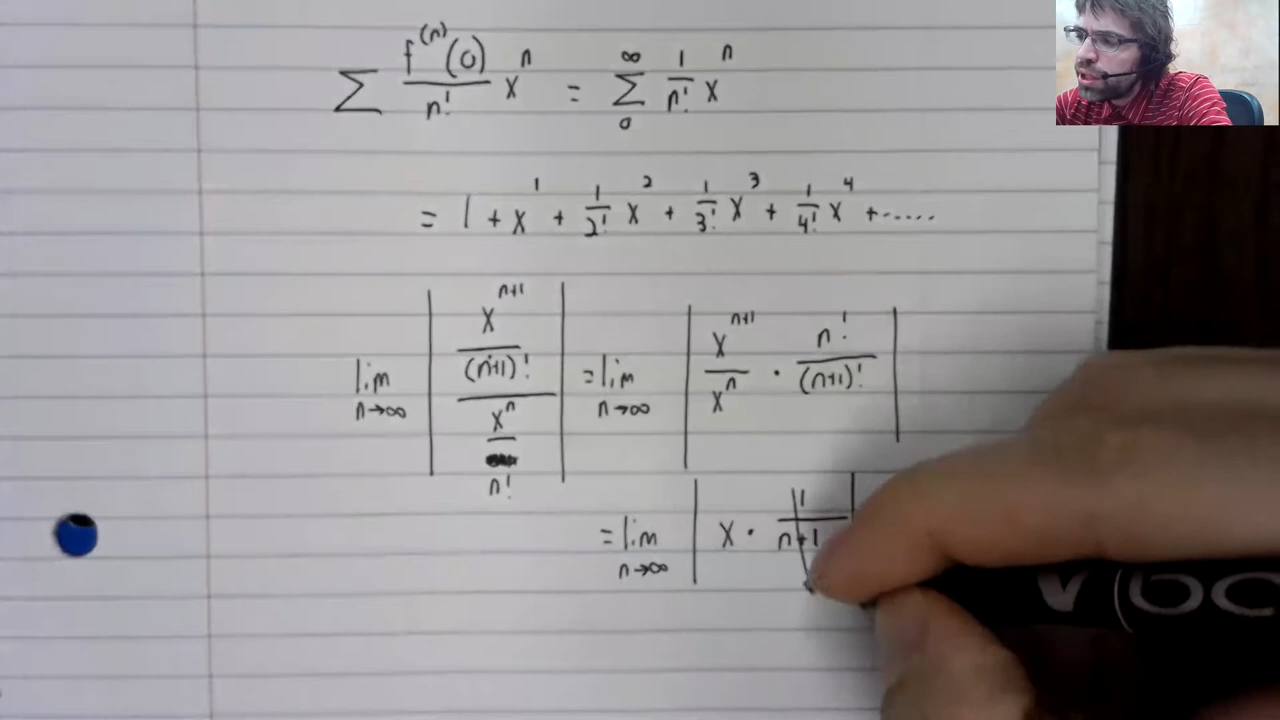 ∑ f^(n)(0)/n! x^n = ∑_0^∞ 1/n! x^n
= 1 + x^1 + 1/2! x^2 + 1/3! x^3 + 1/4! x^4 + ......
lim_{n→∞} | (x^{n+1}/(n+1)!) / (x^n/n!) | = lim_{n→∞} | x^{n+1}/x^n · n!/(n+1)! |
= lim_{n→∞} | x · 1/(n+1) |